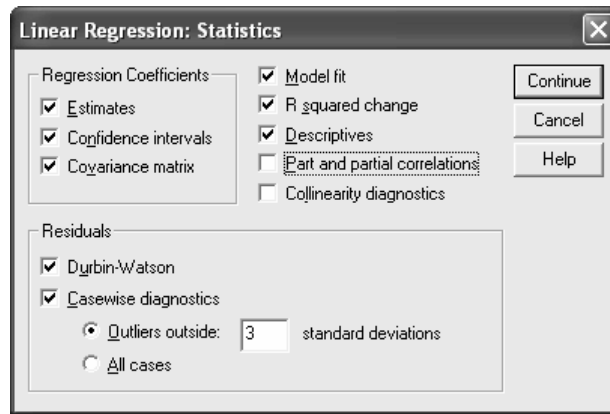 Linear Regression: Statistics
Regression Coefficients
Estimates
Confidence intervals
Covariance matrix
Model fit
R squared change
Descriptives
Part and partial correlations
Collinearity diagnostics
Continue
Cancel
Help
Residuals
Durbin-Watson
Casewise diagnostics
Outliers outside: 3 standard deviations
All cases